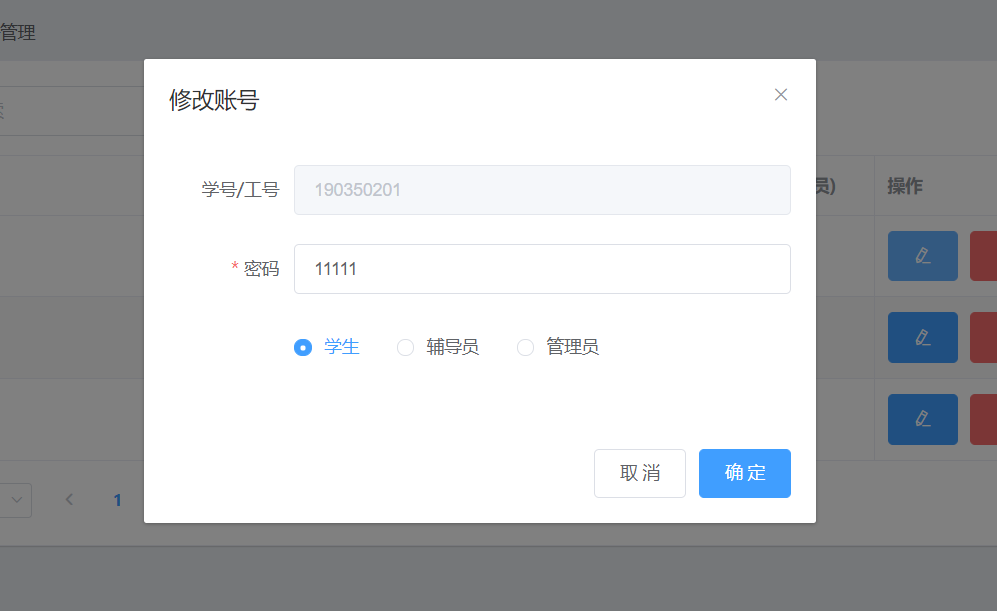 管理
修改账号
学号/工号
190350201
员)
操作
* 密码
11111
学生
辅导员
管理员
取消
确定
1